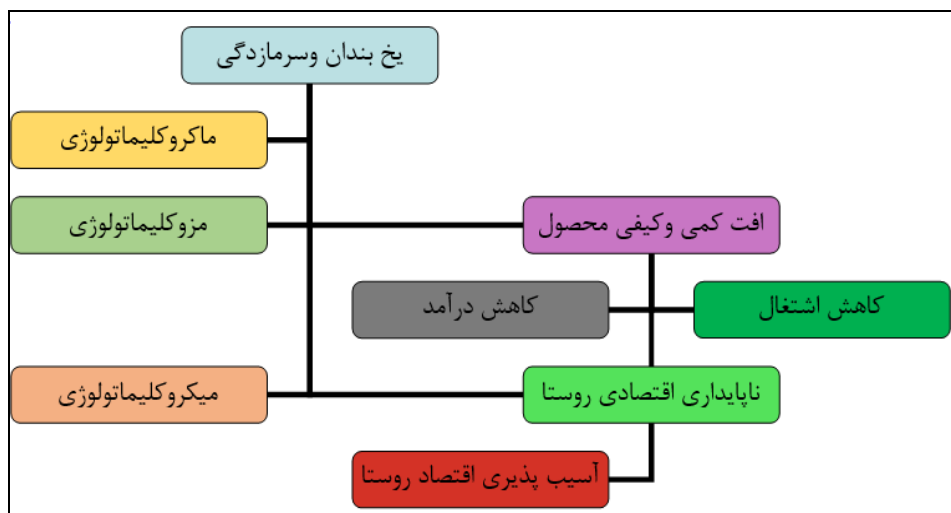 یخ بندان وسرمازدگی
ماکروکلیماتولوژی
افت کمی وکیفی محصول
مزوکلیماتولوژی
کاهش اشتغال
کاهش درآمد
ناپایداری اقتصادی روستا
میکروکلیماتولوژی
آسیب پذیری اقتصاد روستا